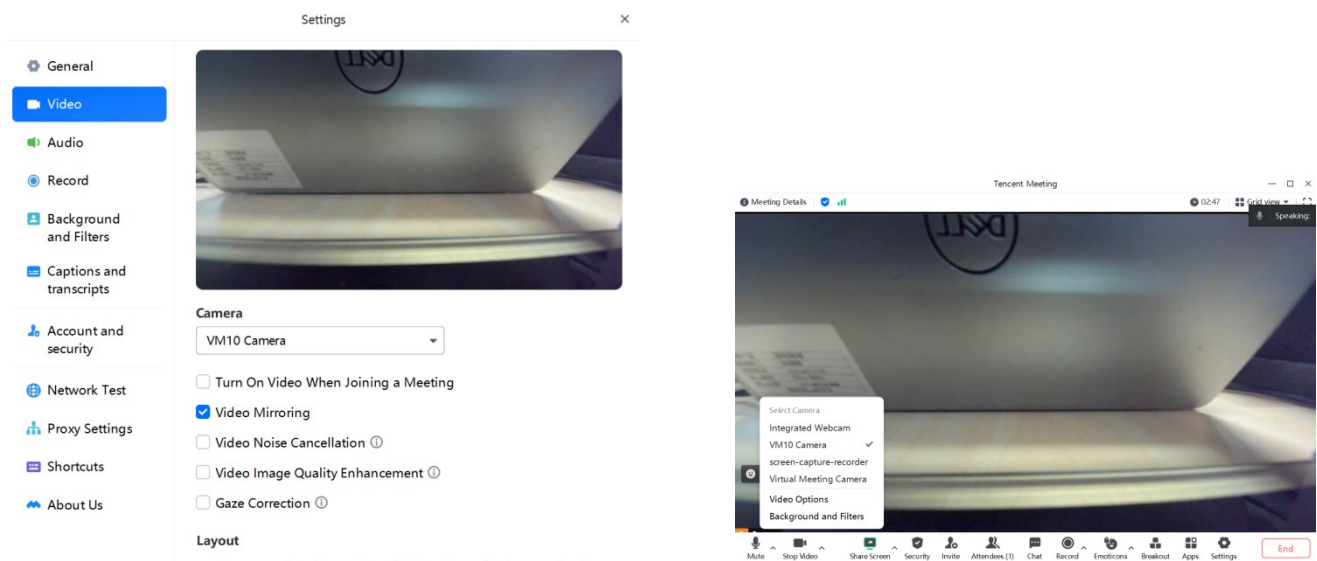 Settings
General
Video
Audio
Record
Background
and Filters
Captions and
transcripts
Account and
security
Network Test
Proxy Settings
Shortcuts
About Us
DELL
Camera
VM10 Camera
Turn On Video When Joining a Meeting
Video Mirroring
Video Noise Cancellation
Video Image Quality Enhancement
Gaze Correction
Layout
Tencent Meeting
Meeting Details
02:47
Grid view
Speaking:
DELL
Select Camera
Integrated Webcam
VM10 Camera
screen-capture-recorder
Virtual Meeting Camera
Video Options
Background and Filters
Mute
Stop Video
Share Screen
Security
Invite
Attendees (1)
Chat
Record
Emoticons
Breakout
Apps
Settings
End